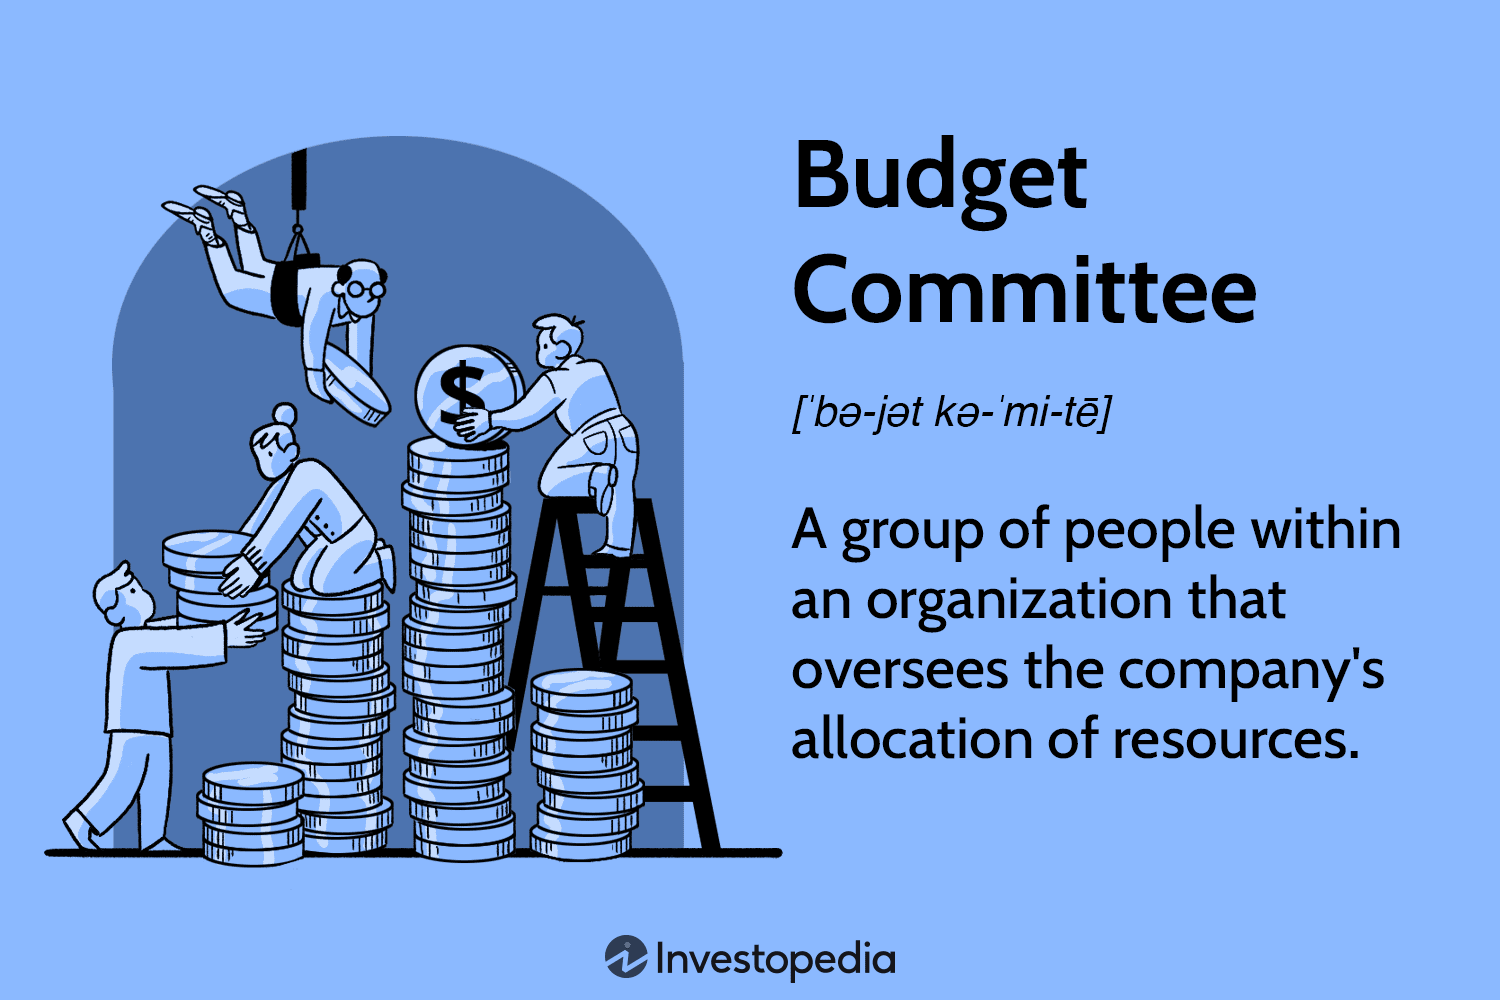 Budget
Committee
[ˈbə-jət kə-ˈmi-tē]
A group of people within
an organization that
oversees the company's
allocation of resources.
$
Investopedia